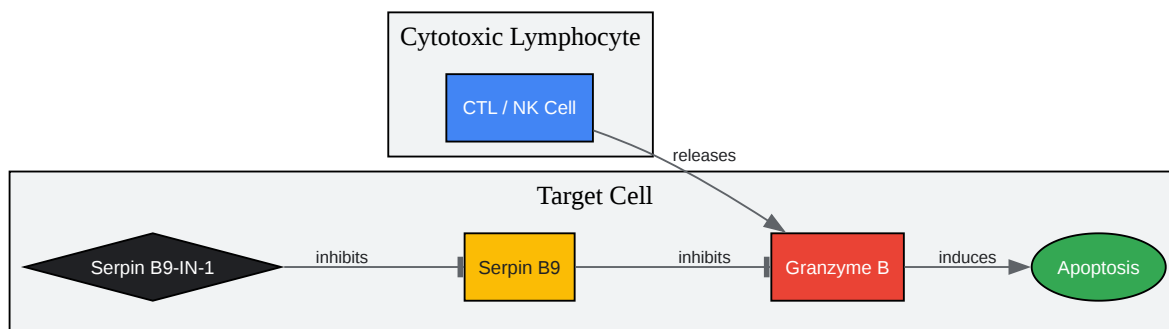 Cytotoxic Lymphocyte
CTL / NK Cell
releases
Target Cell
Serpin B9-IN-1
inhibits
Serpin B9
inhibits
Granzyme B
induces
Apoptosis